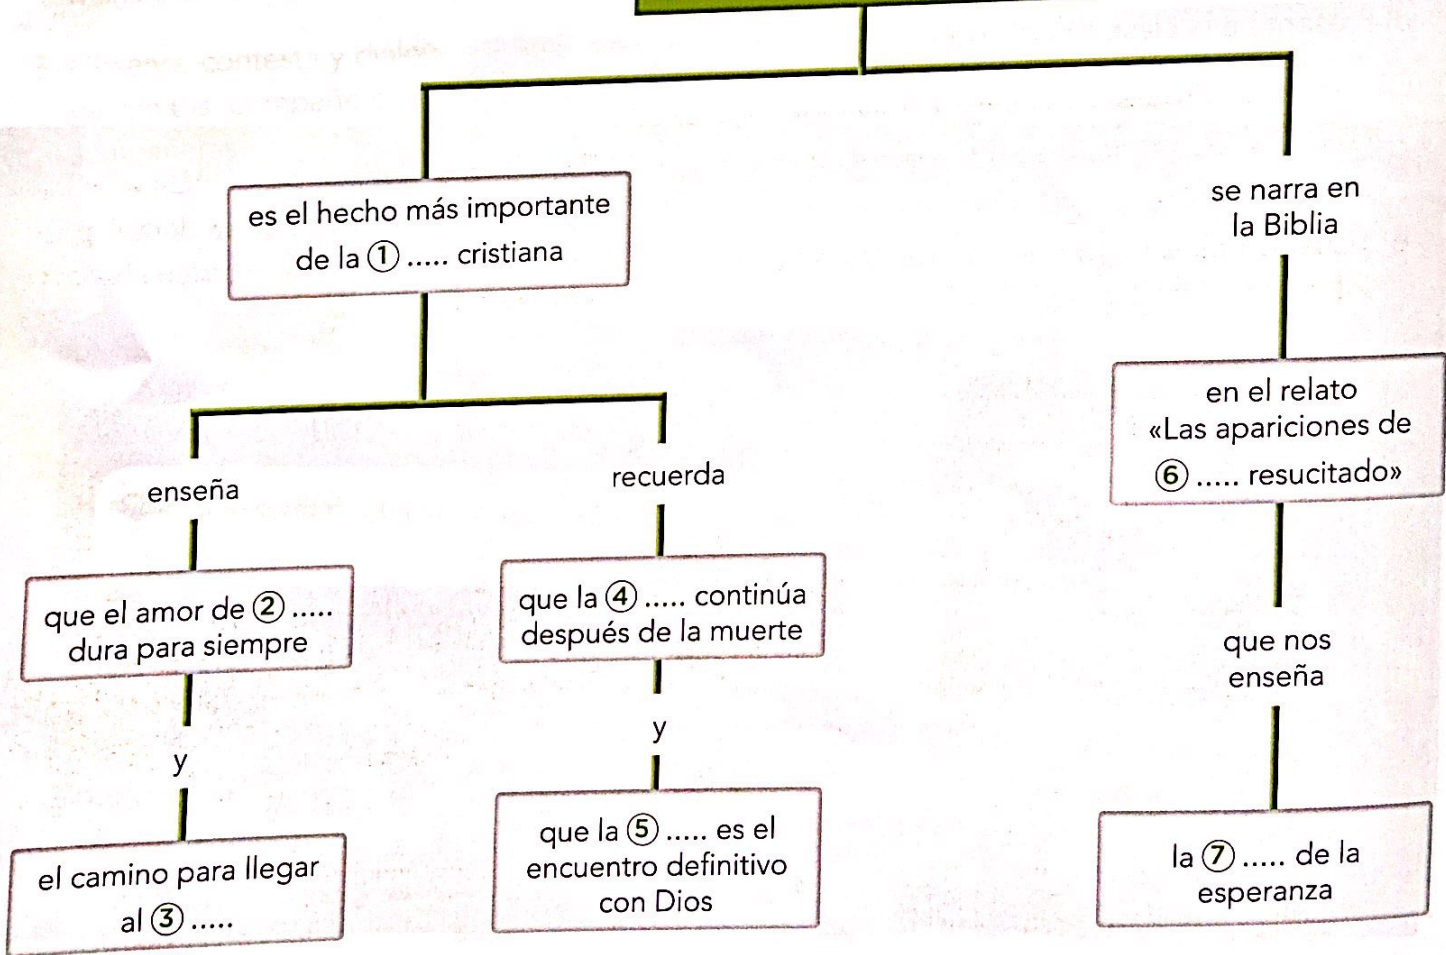 es el hecho más importante
de la ① ..... cristiana
enseña
que el amor de ② .....
dura para siempre
y
el camino para llegar
al ③ .....
recuerda
que la ④ ..... continúa
después de la muerte
y
que la ⑤ ..... es el
encuentro definitivo
con Dios
se narra en
la Biblia
en el relato
«Las apariciones de
⑥ ..... resucitado»
que nos
enseña
la ⑦ ..... de la
esperanza